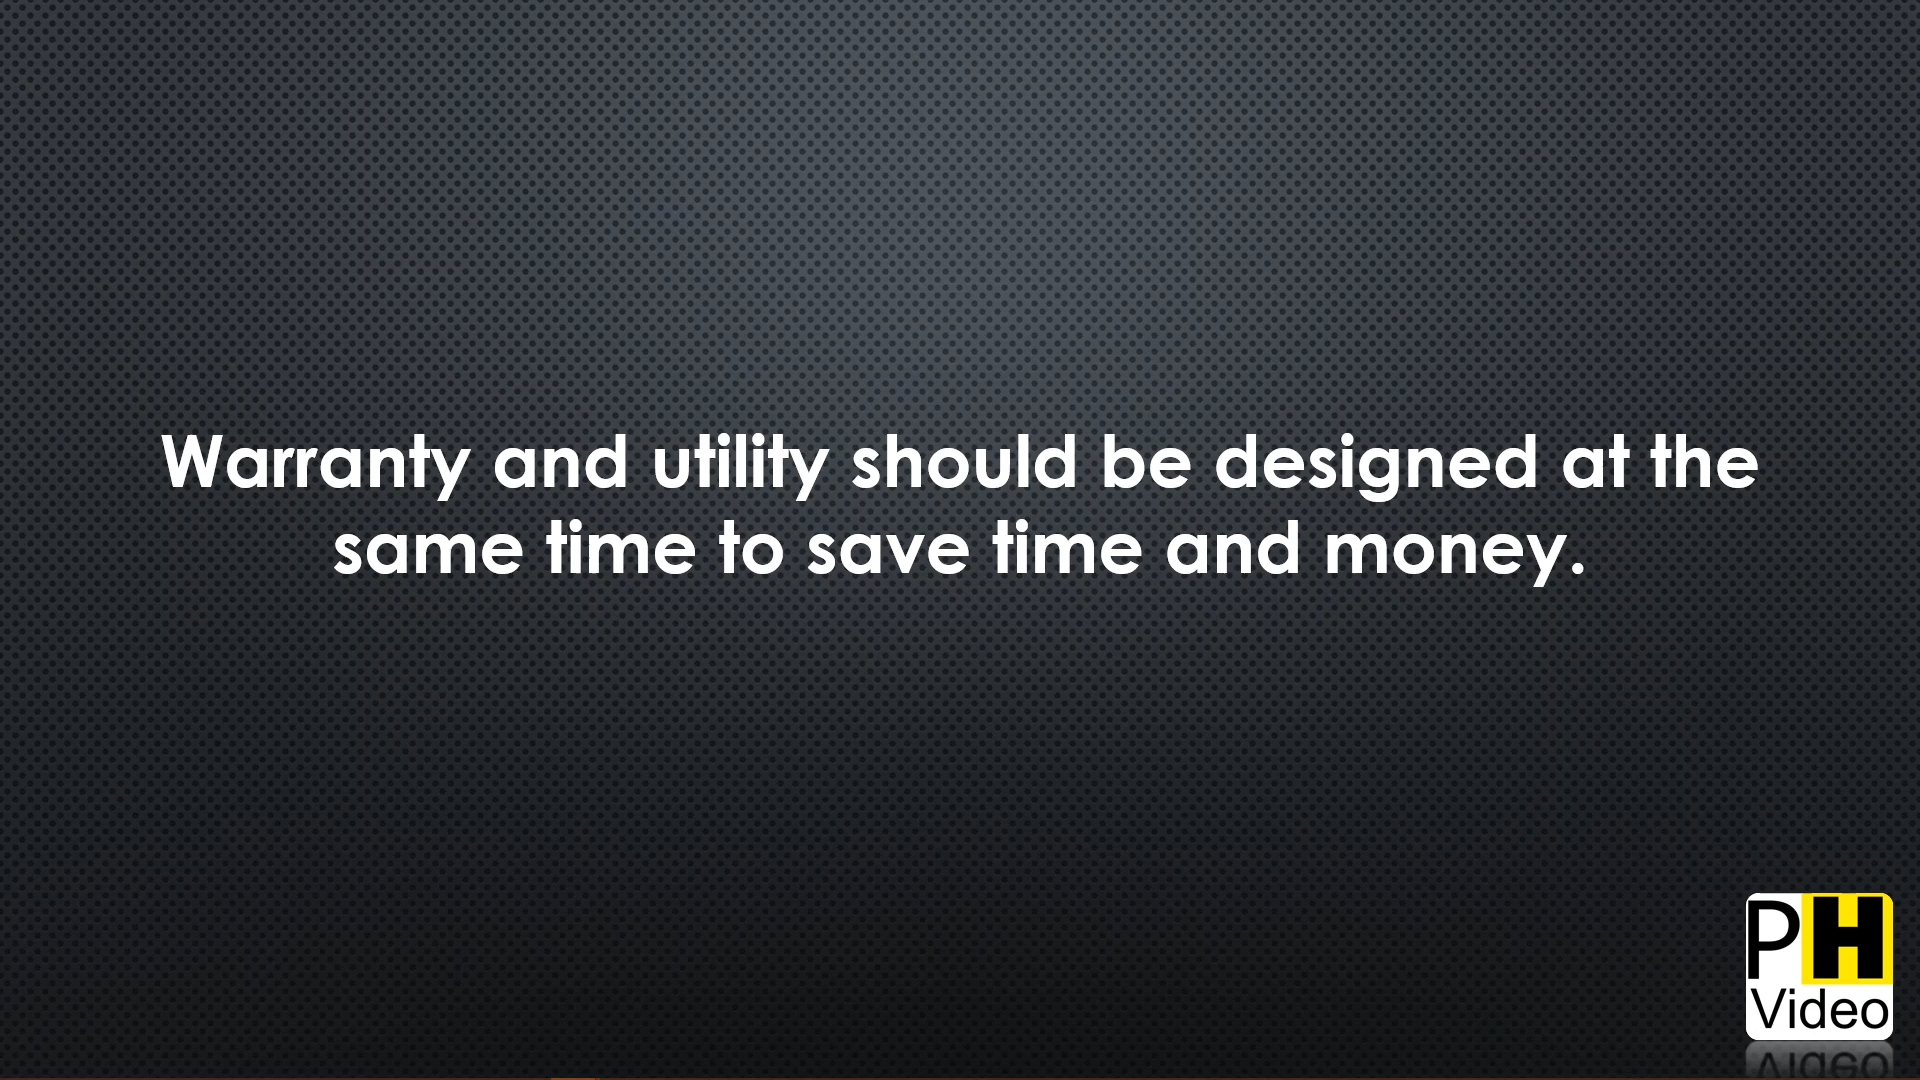 Warranty and utility should be designed at the
same time to save time and money.
PH
Video